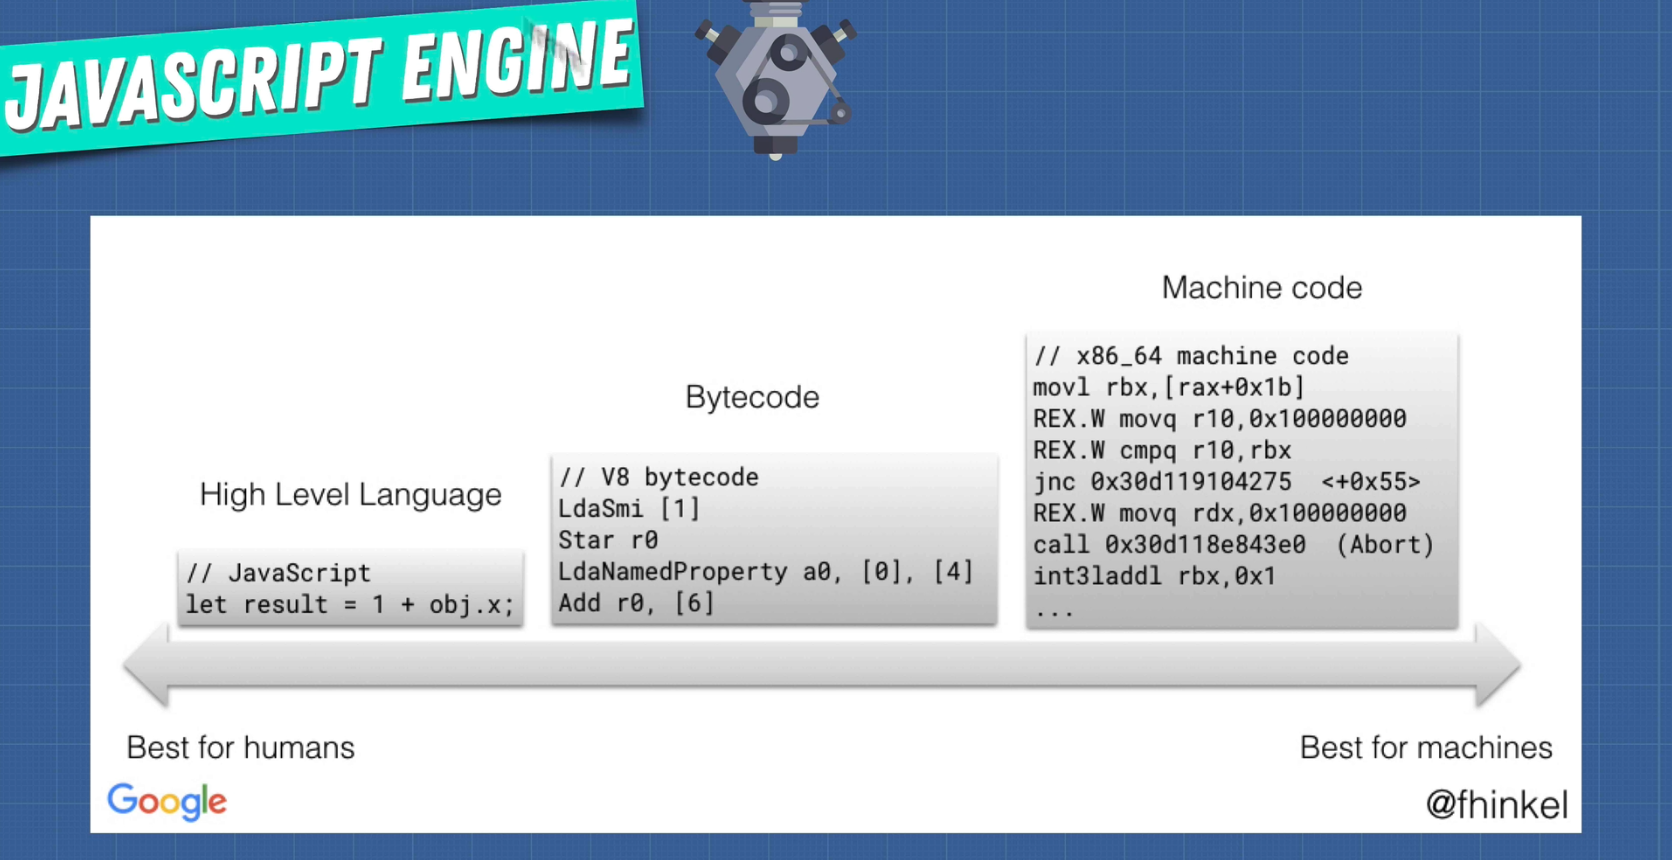 JAVASCRIPT ENGINE
Machine code
// x86_64 machine code
movl rbx,[rax+0x1b]
REX.W movq r10,0x100000000
REX.W cmpq r10,rbx
jnc 0x30d119104275 <+0x55>
REX.W movq rdx,0x100000000
call 0x30d118e843e0 (Abort)
int3laddl rbx,0x1
...
Bytecode
// V8 bytecode
LdaSmi [1]
Star r0
LdaNamedProperty a0, [0], [4]
Add r0, [6]
High Level Language
// JavaScript
let result = 1 + obj.x;
Best for humans
Best for machines
Google
@fhinkel